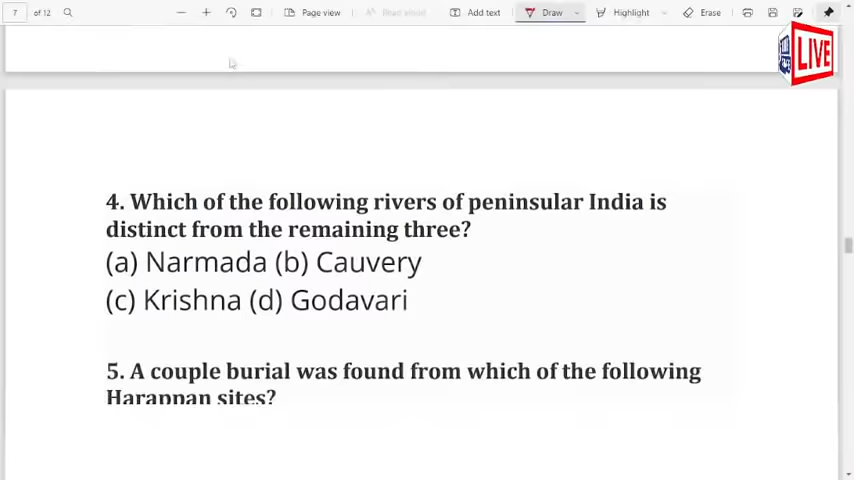 7 of 12 Page view Read aloud Add text Draw Highlight Erase
LIVE
4. Which of the following rivers of peninsular India is
distinct from the remaining three?
(a) Narmada (b) Cauvery
(c) Krishna (d) Godavari
5. A couple burial was found from which of the following
Harappan sites?